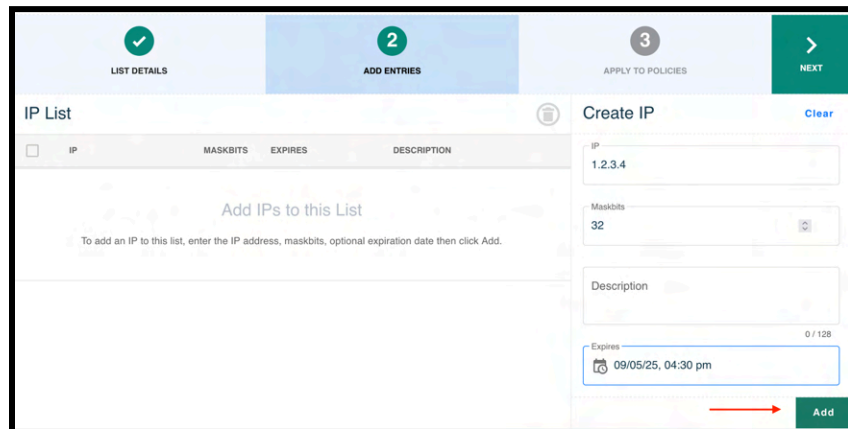 2
3
LIST DETAILS
ADD ENTRIES
APPLY TO POLICIES
NEXT
IP List
Create IP
Clear
IP
MASKBITS
EXPIRES
DESCRIPTION
IP
1.2.3.4
Add IPs to this List
To add an IP to this list, enter the IP address, maskbits, optional expiration date then click Add.
Maskbits
32
Description
0 / 128
Expires
09/05/25, 04:30 pm
Add